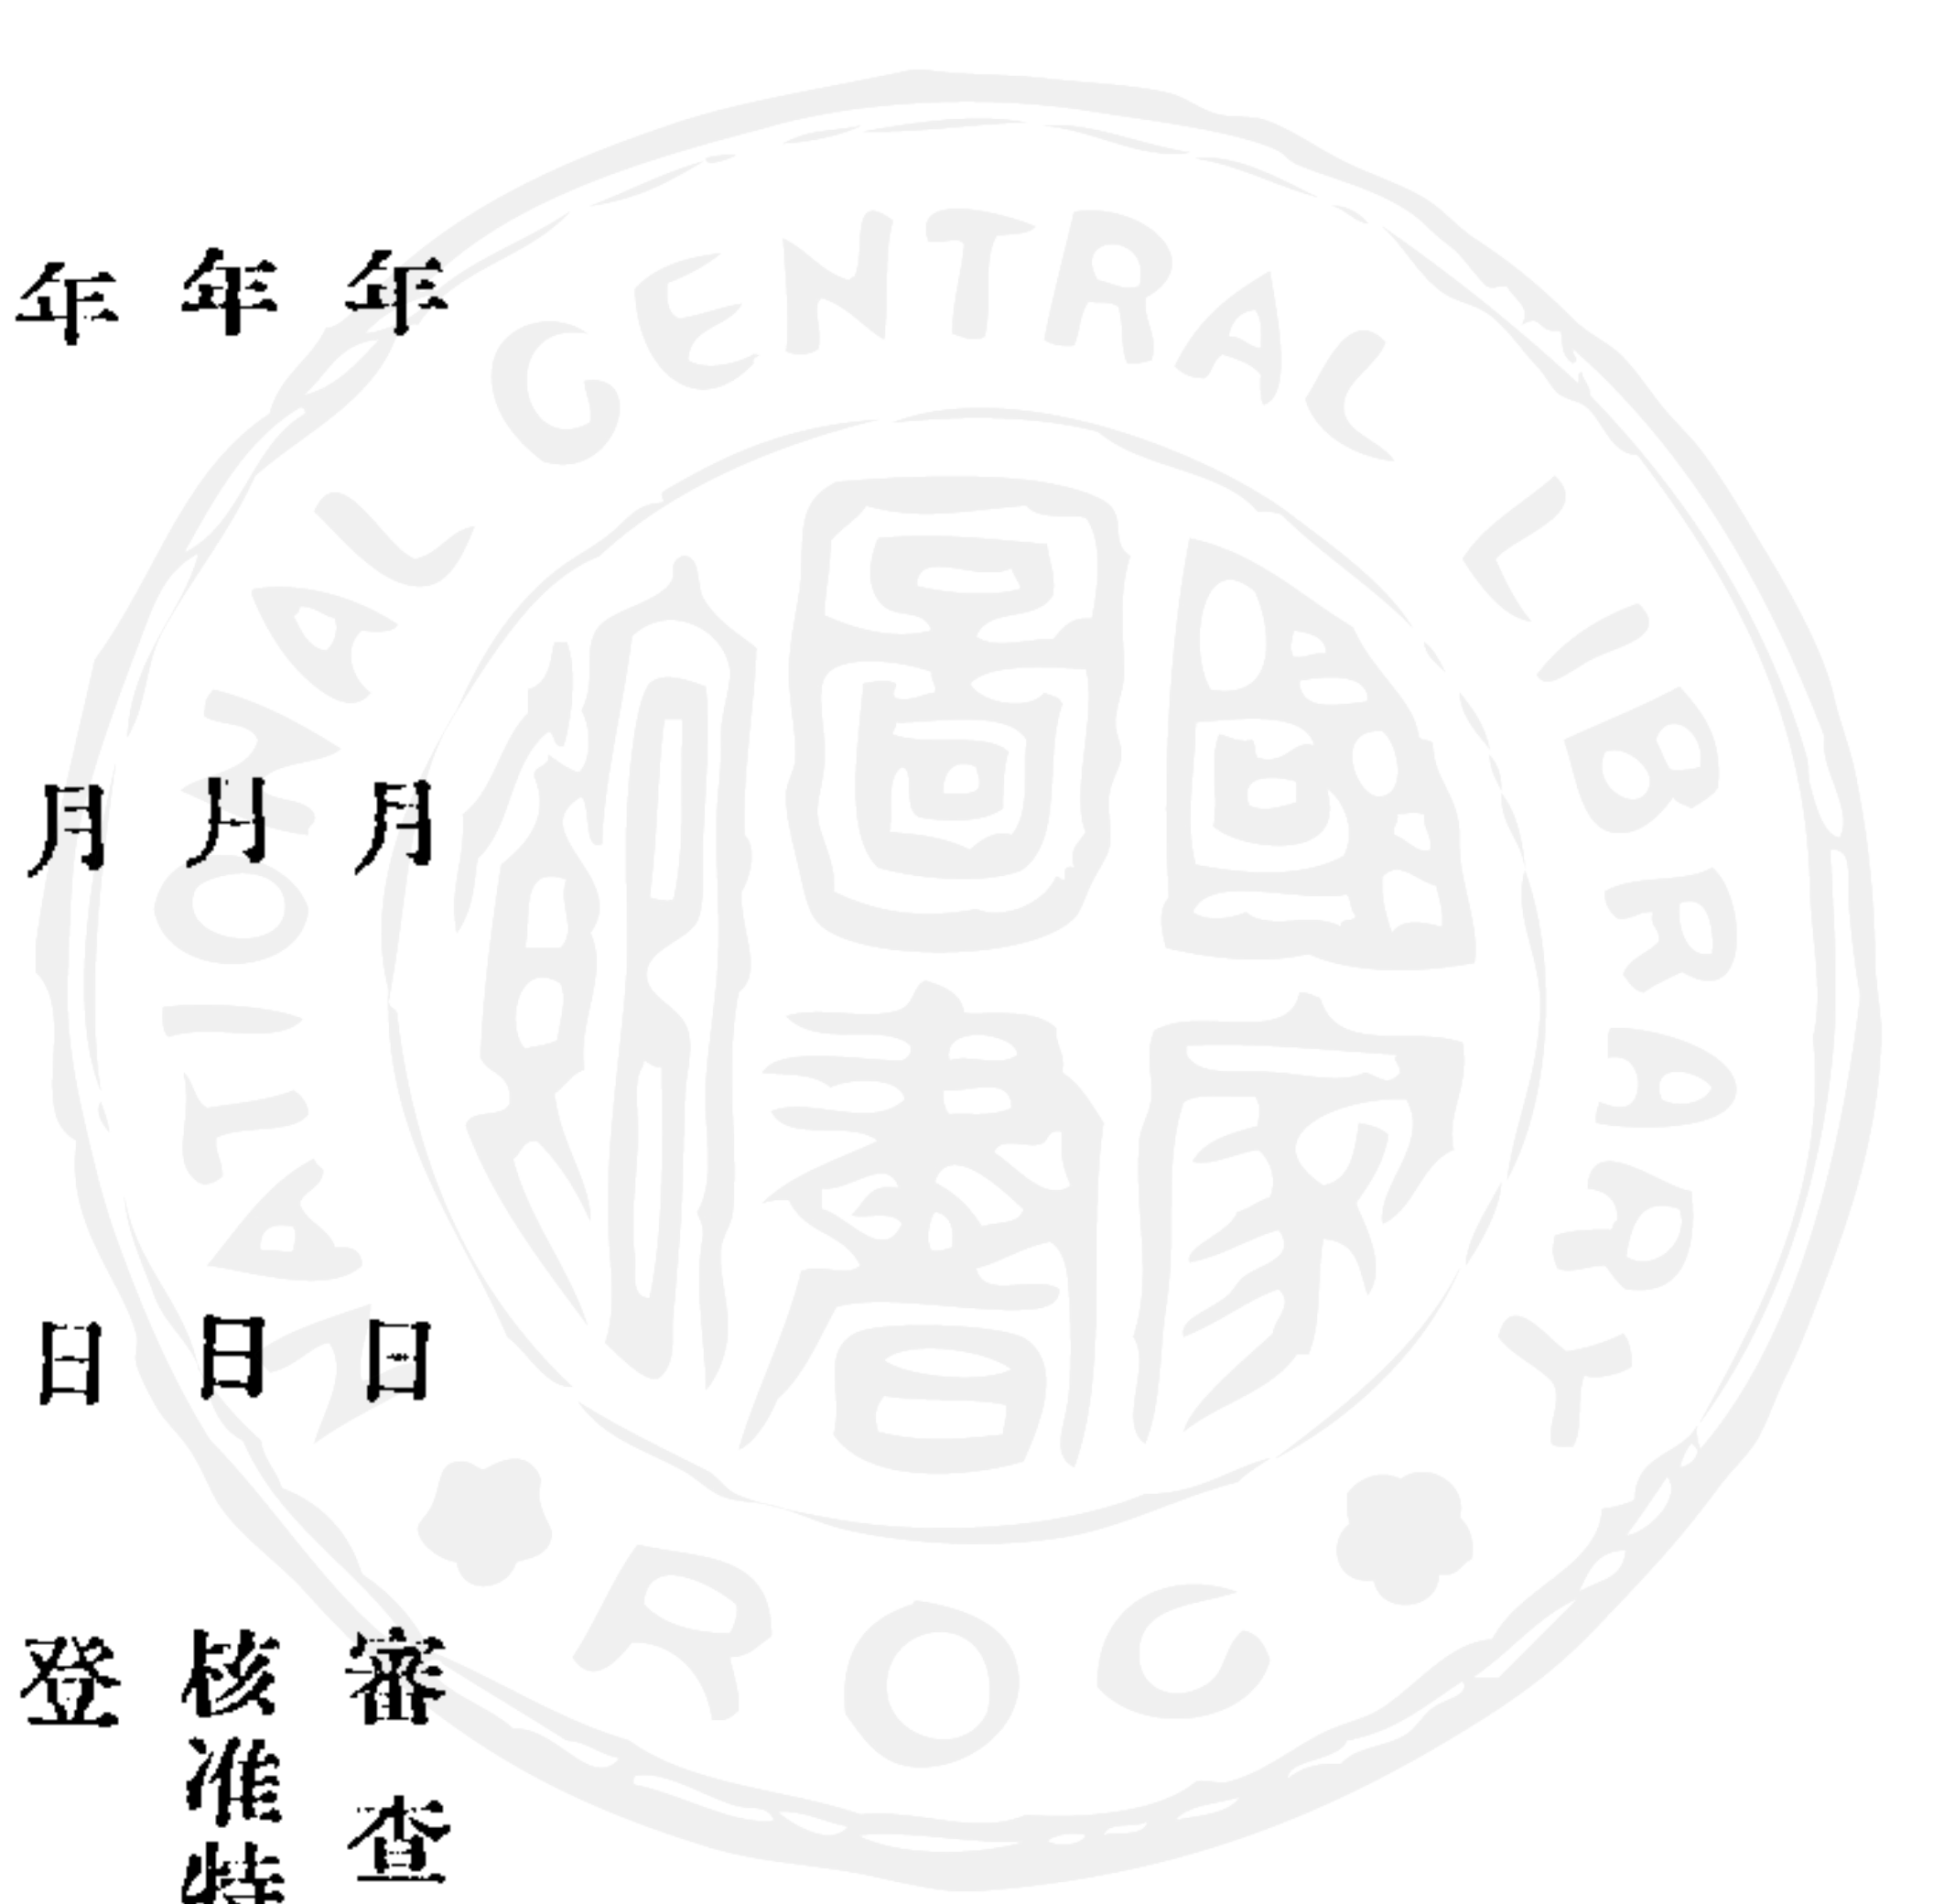 年月日審查
年月日核准特
年月日登
NATIONAL CENTRAL LIBRARY
ROC
國家
圖書
館